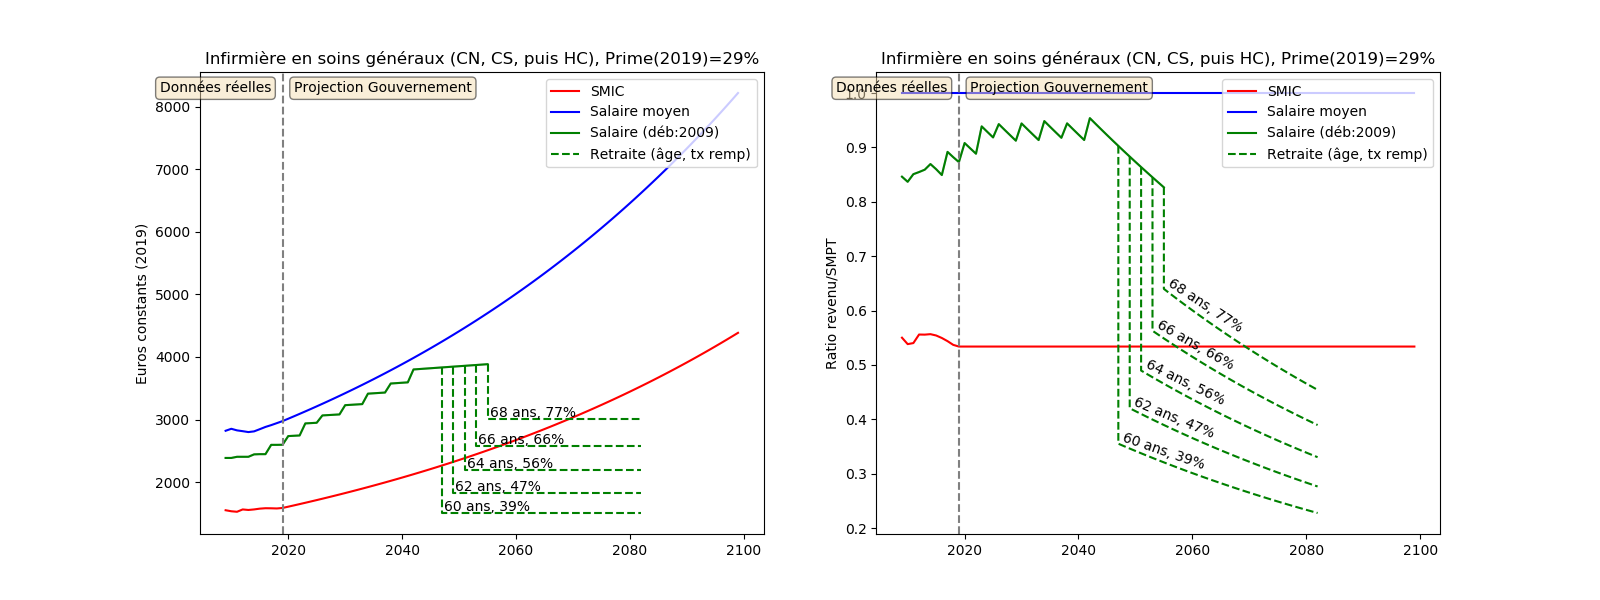 Infirmière en soins généraux (CN, CS, puis HC), Prime(2019)=29%
Données réelles
Projection Gouvernement
SMIC
Salaire moyen
Salaire (déb:2009)
Retraite (âge, tx remp)
Euros constants (2019)
8000
7000
6000
5000
4000
3000
2000
68 ans, 77%
66 ans, 66%
64 ans, 56%
62 ans, 47%
60 ans, 39%
2020
2040
2060
2080
2100
Infirmière en soins généraux (CN, CS, puis HC), Prime(2019)=29%
Données réelles
Projection Gouvernement
SMIC
Salaire moyen
Salaire (déb:2009)
Retraite (âge, tx remp)
Ratio revenu/SMPT
1.0
0.9
0.8
0.7
0.6
0.5
0.4
0.3
0.2
68 ans, 77%
66 ans, 66%
64 ans, 56%
62 ans, 47%
60 ans, 39%
2020
2040
2060
2080
2100